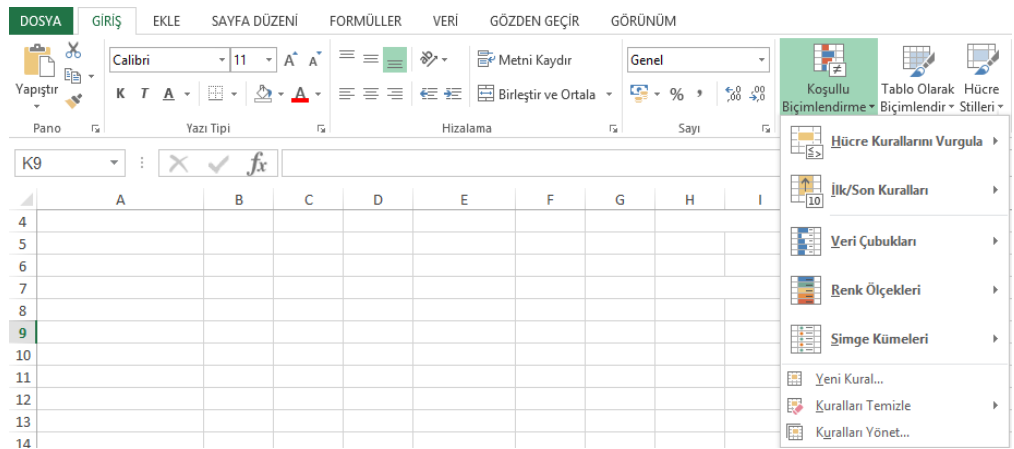 DOSYA GİRİŞ EKLE SAYFA DÜZENİ FORMÜLLER VERİ GÖZDEN GEÇİR GÖRÜNÜM
Calibri 11 A A Metni Kaydır Genel
Yapıştır K T A A Birleştir ve Ortala % ,
Koşullu Biçimlendirme
Tablo Olarak Biçimlendir
Hücre Stilleri
Pano Yazı Tipi Hizalama Sayı
K9 fx
A B C D E F G H I
4
5
6
7
8
9
10
11
12
13
14
Hücre Kurallarını Vurgula
İlk/Son Kuralları
Veri Çubukları
Renk Ölçekleri
Simge Kümeleri
Yeni Kural...
Kuralları Temizle
Kuralları Yönet...